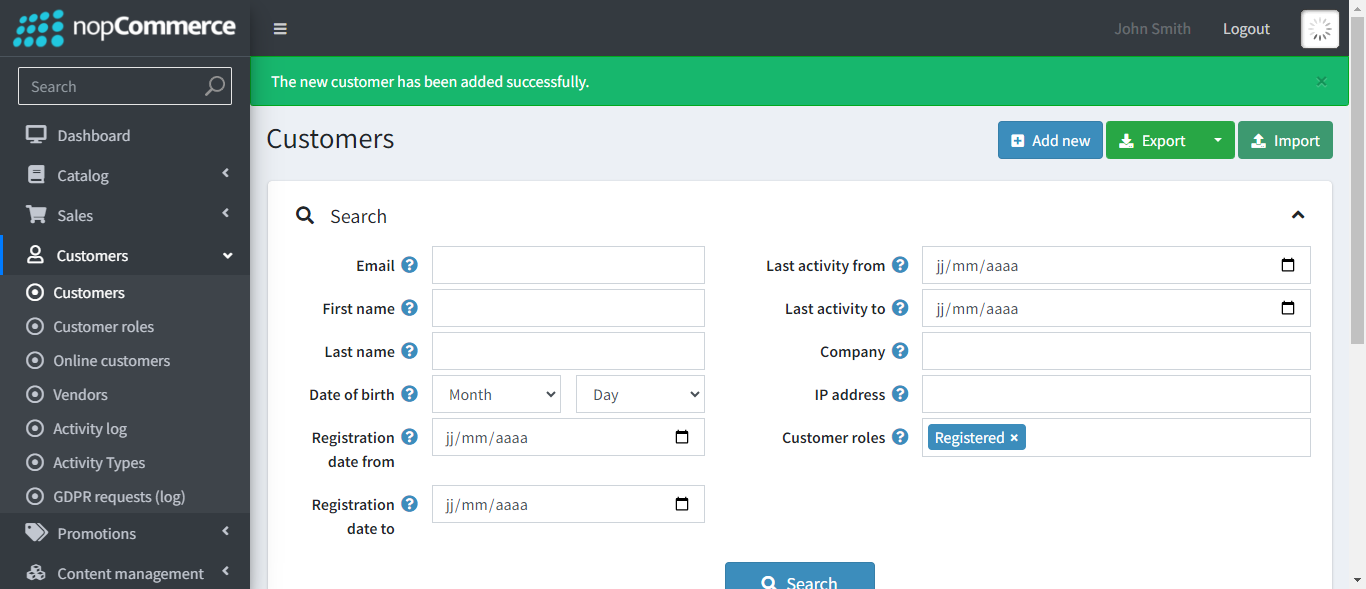 nopCommerce
John Smith
Logout
Search
The new customer has been added successfully.
×
Dashboard
Catalog
Sales
Customers
Customers
Customer roles
Online customers
Vendors
Activity log
Activity Types
GDPR requests (log)
Promotions
Content management
Customers
Add new
Export
Import
Search
Email ?
Last activity from ? jj/mm/aaaa
First name ?
Last activity to ? jj/mm/aaaa
Last name ?
Company ?
Date of birth ? Month Day
IP address ?
Registration ? jj/mm/aaaa
date from
Customer roles ? Registered ×
Registration ? jj/mm/aaaa
date to
Search